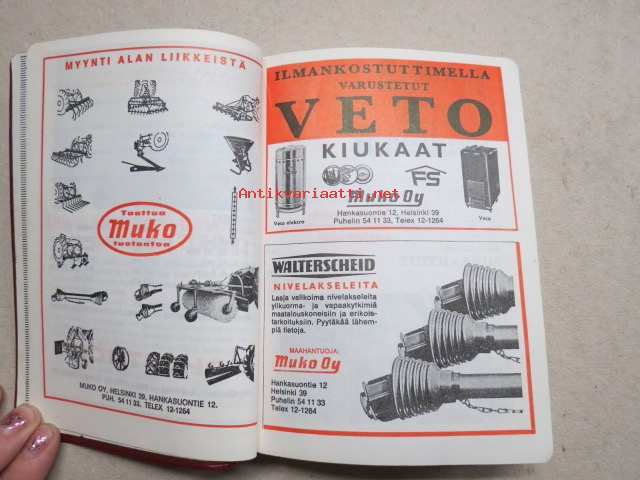 MYYNTI ALAN LIIKKEISTÄ
Taattua
Muko
tuotantoa
MUKO OY, HELSINKI 39, HANKASUONTIE 12.
PUH. 54 11 33, TELEX 12-1264
ILMANKOSTUTTIMELLA
VARUSTETUT
VETO
KIUKAAT
FS
Muko Oy
Hankasuontie 12, Helsinki 39
Puhelin 54 11 33, Telex 12-1264
Veto elektro
Veto
Antikvariaatti.net
WALTERSCHEID
NIVELAKSELEITA
Laaja valikoima nivelakseleita
ylikuorma- ja vapaakytkimiä
maatalouskoneisiin ja erikois-
tarkoituksiin. Pyytäkää lähem-
piä tietoja.
MAAHANTUOJA:
Muko Oy
Hankasuontie 12
Helsinki 39
Puhelin 54 11 33
Telex 12-1264